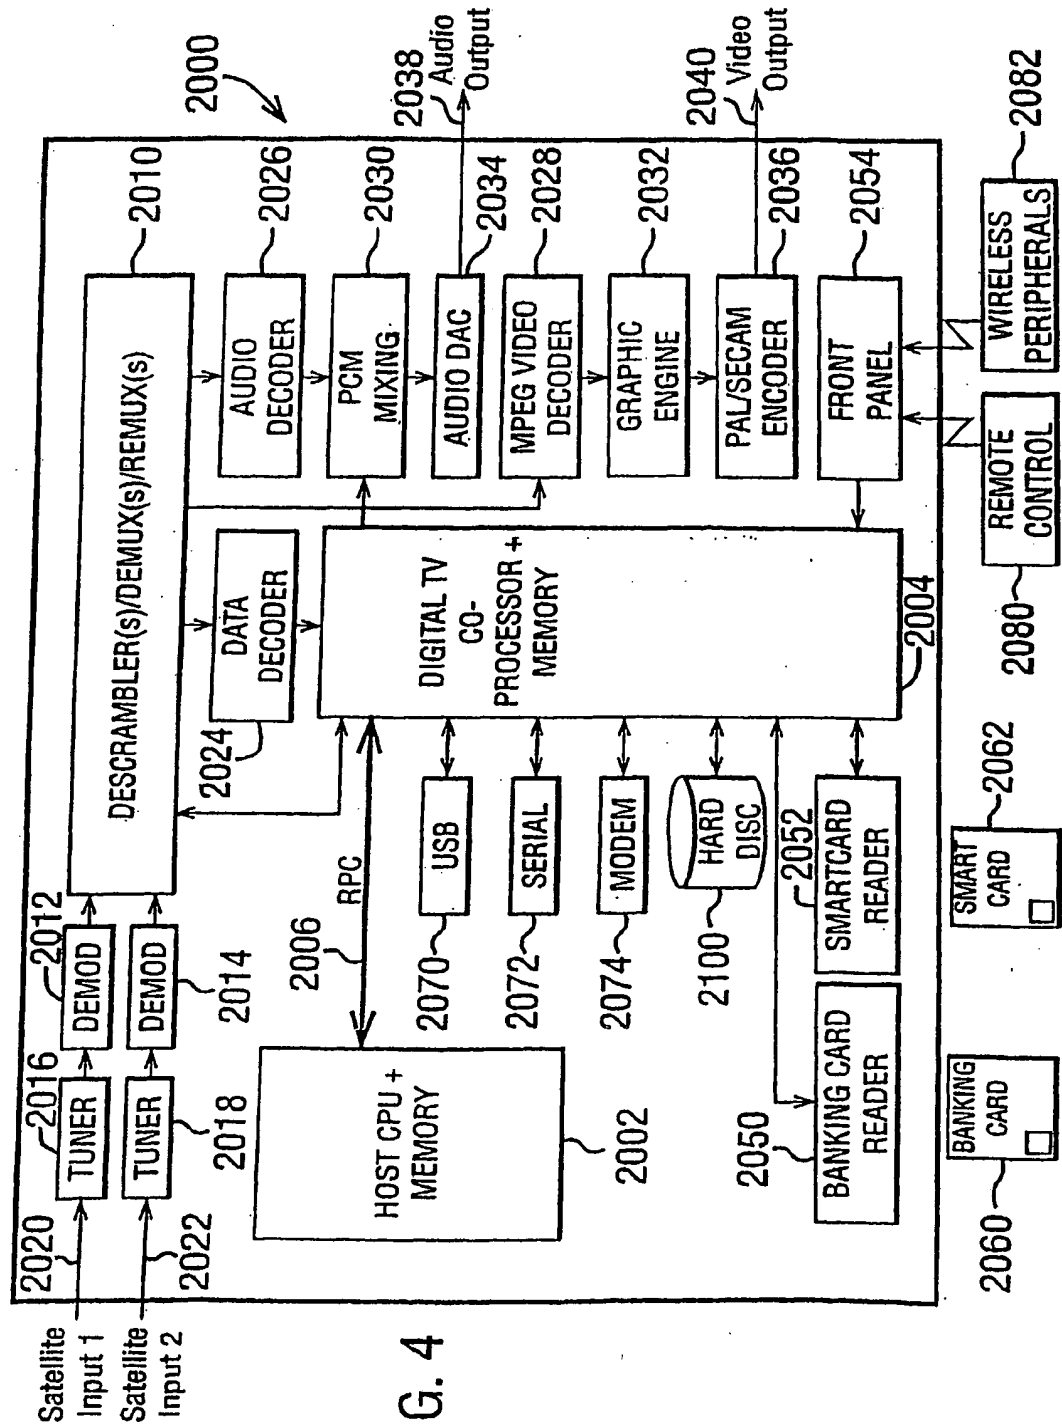 Satellite
Input 1
Satellite
Input 2
2020
2022
2016
TUNER
TUNER
2018
2012
DEMOD
DEMOD
2014
DESCRAMBLER(s)/DEMUX(s)/REMUX(s)
2010
2000
2024
DATA
DECODER
AUDIO
DECODER
2026
PCM
MIXING
2030
2038
Audio
Output
AUDIO DAC
2034
MPEG VIDEO
DECODER
2028
GRAPHIC
ENGINE
2032
2040
Video
Output
PAL/SECAM
ENCODER
2036
FRONT
PANEL
2054
HOST CPU +
MEMORY
2002
2006
RPC
DIGITAL TV
CO-
PROCESSOR +
MEMORY
2004
2070
USB
2072
SERIAL
2074
MODEM
2100
HARD
DISC
2052
SMARTCARD
READER
2050
BANKING CARD
READER
2060
BANKING
CARD
SMART
CARD
2062
2080
REMOTE
CONTROL
WIRELESS
PERIPHERALS
2082
G. 4